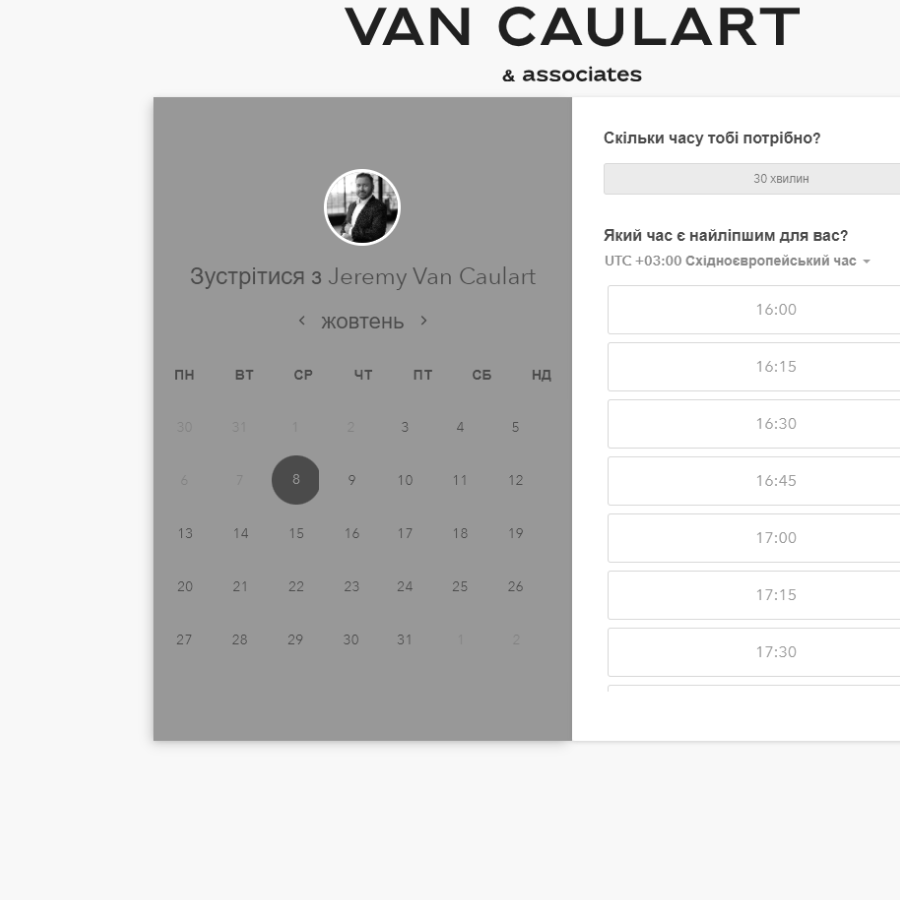 VAN CAULART
& associates
Зустрітися з Jeremy Van Caulart
жовтень
ПН ВТ СР ЧТ ПТ СБ НД
30 31 1 2 3 4 5
6 7 8 9 10 11 12
13 14 15 16 17 18 19
20 21 22 23 24 25 26
27 28 29 30 31 1 2
Скільки часу тобі потрібно?
30 хвилин
Який час є найліпшим для вас?
UTC +03:00 Східноєвропейський час
16:00
16:15
16:30
16:45
17:00
17:15
17:30